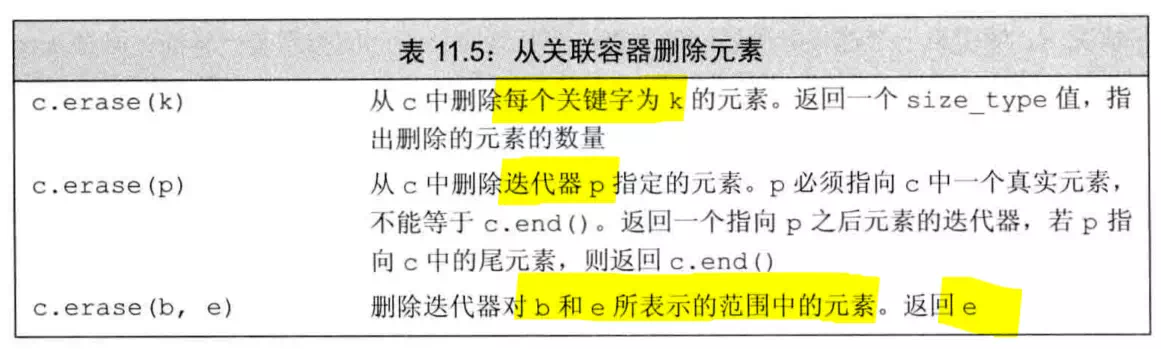 表 11.5：从关联容器删除元素
c.erase(k) 从 c 中删除每个关键字为 k 的元素。返回一个 size_type 值，指
出删除的元素的数量
c.erase(p) 从 c 中删除迭代器 p 指定的元素。p 必须指向 c 中一个真实元素，
不能等于 c.end()。返回一个指向 p 之后元素的迭代器，若 p 指
向 c 中的尾元素，则返回 c.end()
c.erase(b, e) 删除迭代器对 b 和 e 所表示的范围中的元素。返回 e